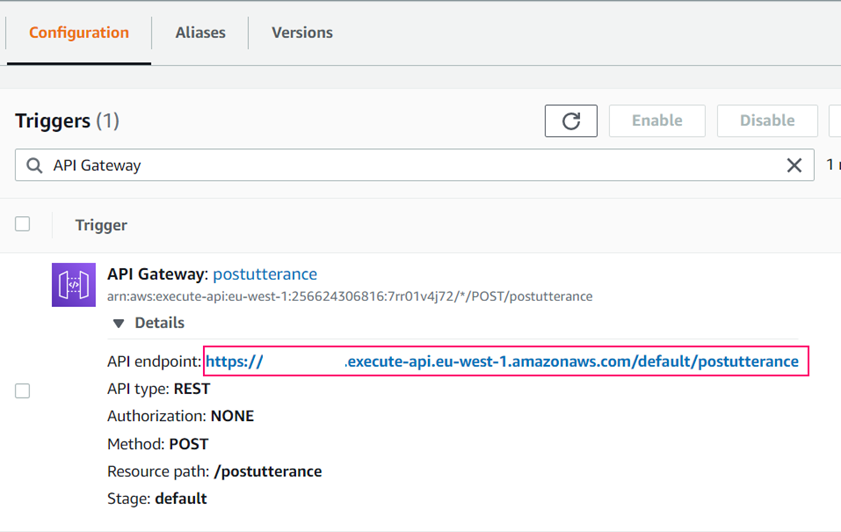 Configuration Aliases Versions
Triggers (1) Enable Disable
API Gateway 1
Trigger
API Gateway: postutterance
arn:aws:execute-api:eu-west-1:256624306816:7rr01v4j72/*/POST/postutterance
▼ Details
API endpoint: https:// .execute-api.eu-west-1.amazonaws.com/default/postutterance
API type: REST
Authorization: NONE
Method: POST
Resource path: /postutterance
Stage: default